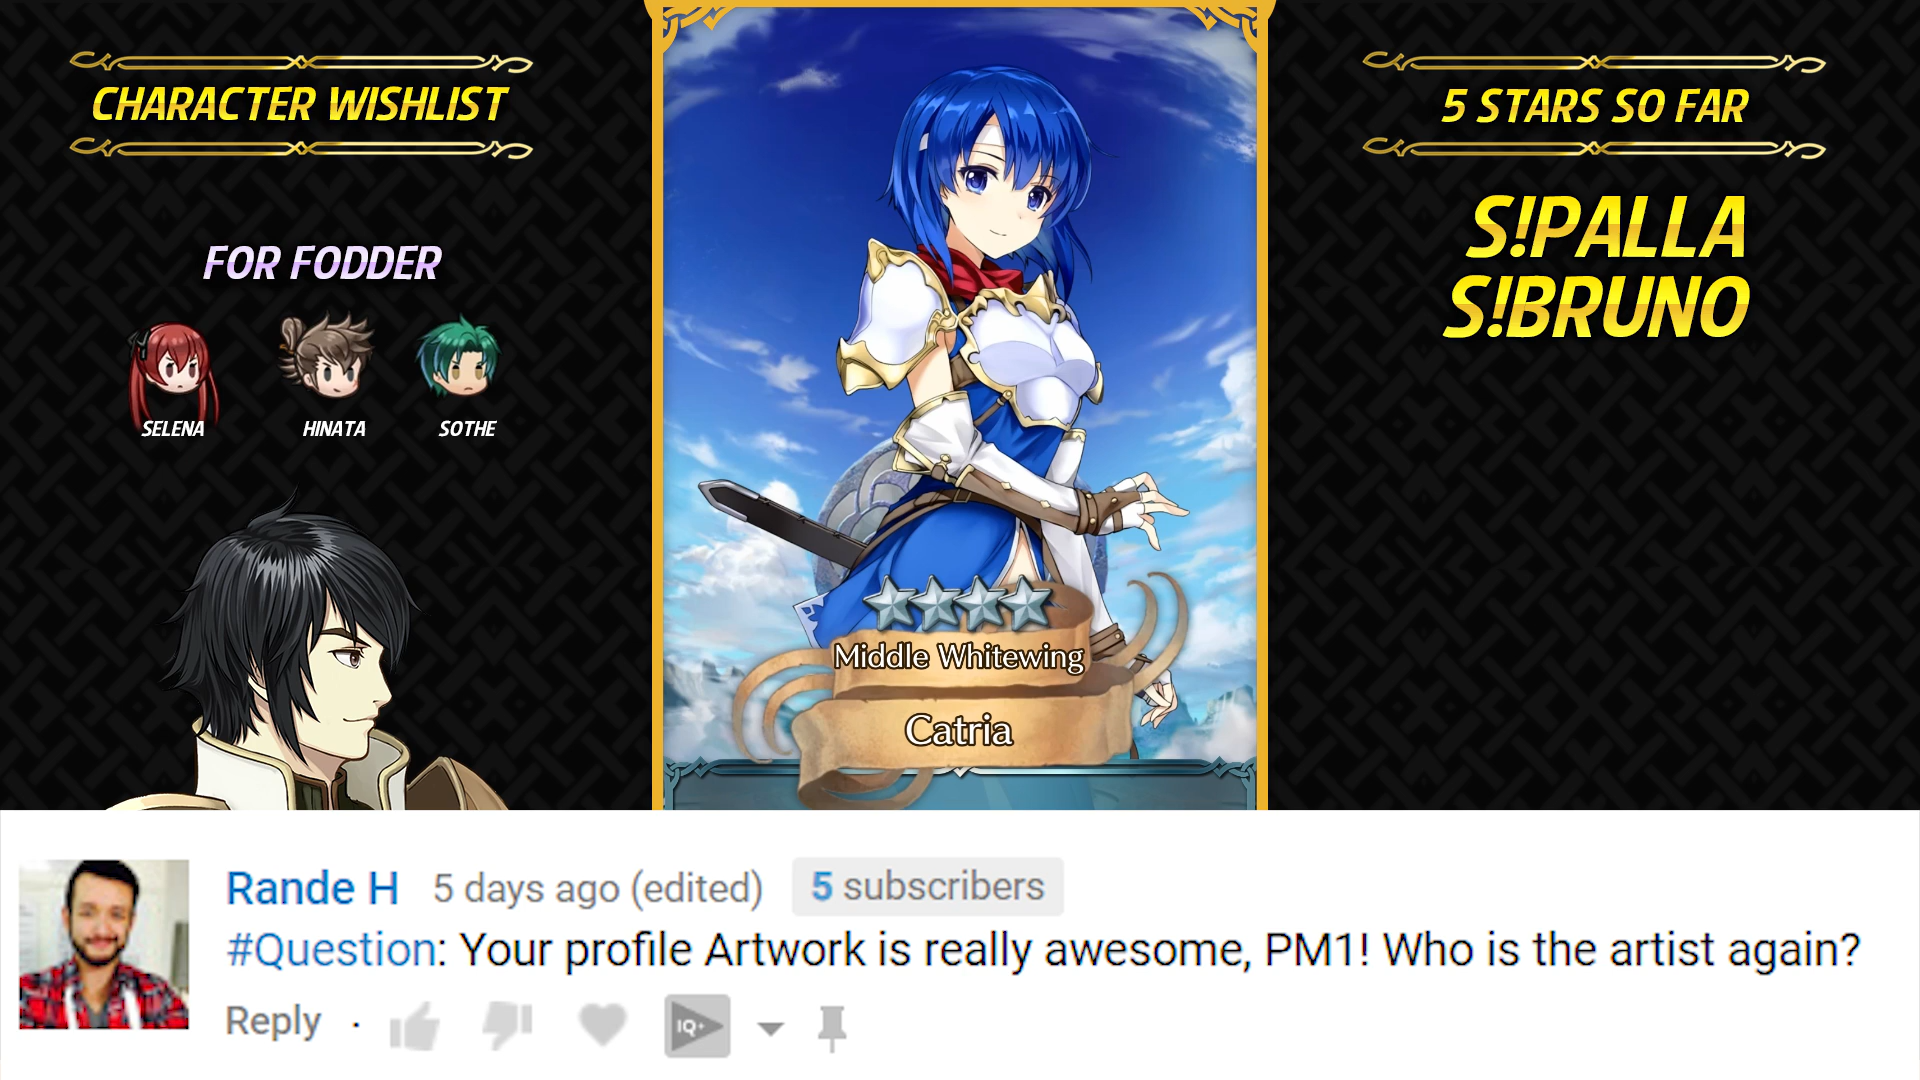 CHARACTER WISHLIST
FOR FODDER
SELENA
HINATA
SOTHE
Middle Whitewing
Catria
5 STARS SO FAR
S!PALLA
S!BRUNO
Rande H 5 days ago (edited) 5 subscribers
#Question: Your profile Artwork is really awesome, PM1! Who is the artist again?
Reply ·
IQ+